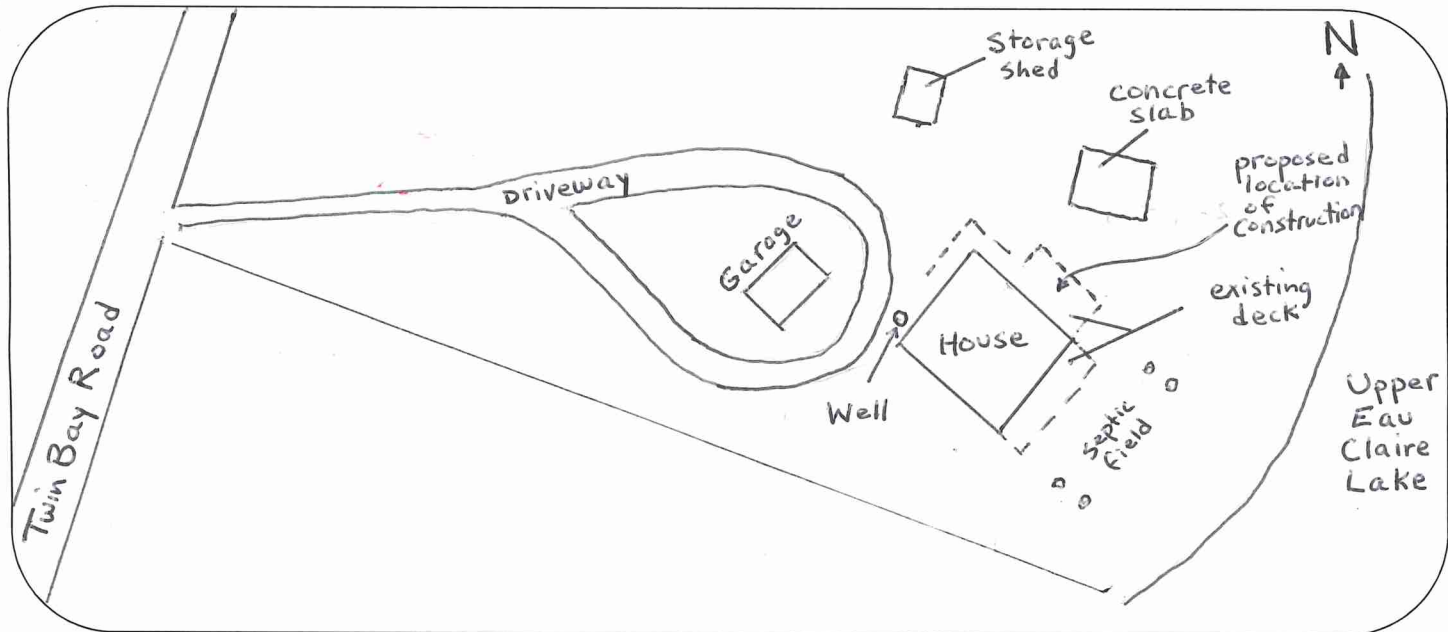 Storage
shed
N
concrete
slab
proposed
location
of
construction
Driveway
Garage
existing
deck
House
Well
Septic
Field
Upper
Eau
Claire
Lake
Twin Bay Road